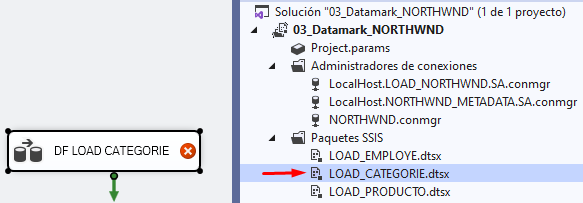 DF LOAD CATEGORIE
Solución "03_Datamark_NORTHWND" (1 de 1 proyecto)
03_Datamark_NORTHWND
Project.params
Administradores de conexiones
LocalHost.LOAD_NORTHWND.SA.conmgr
LocalHost.NORTHWND_METADATA.SA.conmgr
NORTHWND.conmgr
Paquetes SSIS
LOAD_EMPLOYE.dtsx
LOAD_CATEGORIE.dtsx
LOAD_PRODUCTO.dtsx